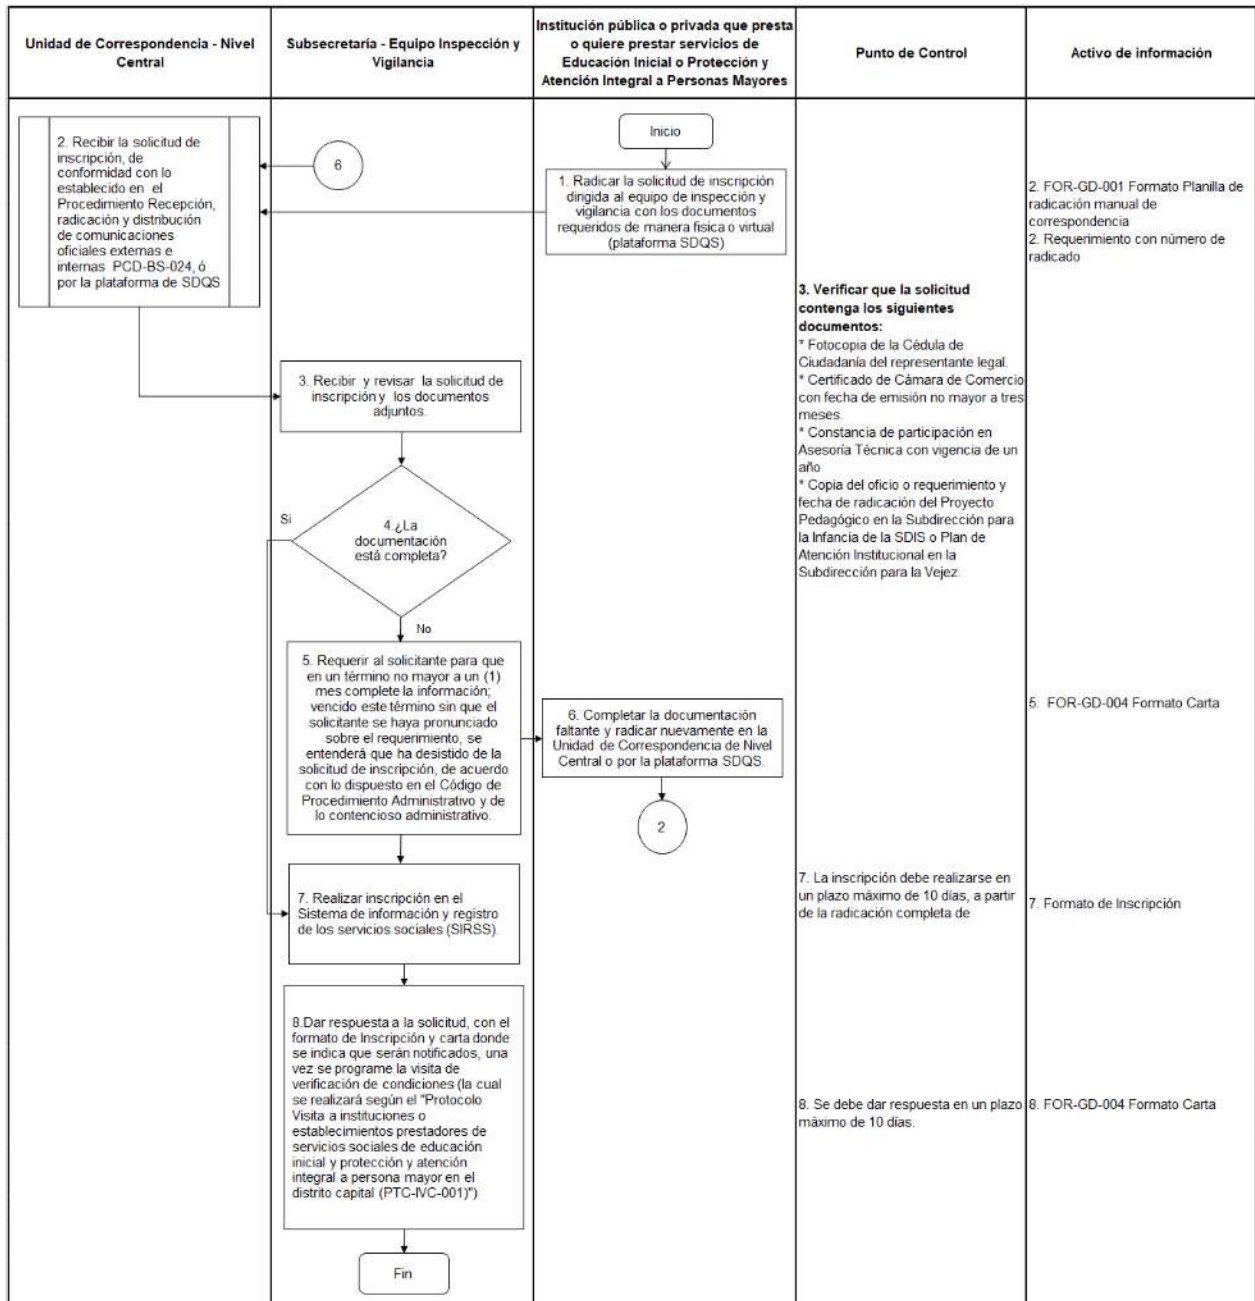 Unidad de Correspondencia - Nivel
Central
Subsecretaría - Equipo Inspección y
Vigilancia
Institución pública o privada que presta
o quiere prestar servicios de
Educación Inicial o Protección y
Atención Integral a Personas Mayores
Punto de Control
Activo de información
Inicio
2. Recibir la solicitud de
inscripción, de
conformidad con lo
establecido en el
Procedimiento Recepción,
radicación y distribución
de comunicaciones
oficiales externas e
internas PCD-BS-024, ó
por la plataforma de SDQS
6
1. Radicar la solicitud de inscripción
dirigida al equipo de inspección y
vigilancia con los documentos
requeridos de manera fisica o virtual
(plataforma SDQS)
2. FOR-GD-001 Formato Planilla de
radicación manual de
correspondencia
2. Requerimiento con número de
radicado
3. Verificar que la solicitud
contenga los siguientes
documentos:
* Fotocopia de la Cédula de
Ciudadanía del representante legal.
* Certificado de Cámara de Comercio
con fecha de emisión no mayor a tres
meses.
* Constancia de participación en
Asesoría Técnica con vigencia de un
año
* Copia del oficio o requerimiento y
fecha de radicación del Proyecto
Pedagógico en la Subdirección para
la Infancia de la SDIS o Plan de
Atención Institucional en la
Subdirección para la Vejez.
3. Recibir y revisar la solicitud de
inscripción y los documentos
adjuntos.
Si
4.¿La
documentación
está completa?
No
5. Requerir al solicitante para que
en un término no mayor a un (1)
mes complete la información;
vencido este término sin que el
solicitante se haya pronunciado
sobre el requerimiento, se
entenderá que ha desistido de la
solicitud de inscripción, de acuerdo
con lo dispuesto en el Código de
Procedimiento Administrativo y de
lo contencioso administrativo.
6. Completar la documentación
faltante y radicar nuevamente en la
Unidad de Correspondencia de Nivel
Central o por la plataforma SDQS.
5. FOR-GD-004 Formato Carta
2
7. Realizar inscripción en el
Sistema de información y registro
de los servicios sociales (SIRSS).
7. La inscripción debe realizarse en
un plazo máximo de 10 días, a partir
de la radicación completa de
7. Formato de Inscripción
8.Dar respuesta a la solicitud, con el
formato de Inscripción y carta donde
se indica que serán notificados, una
vez se programe la visita de
verificación de condiciones (la cual
se realizará según el "Protocolo
Visita a instituciones o
establecimientos prestadores de
servicios sociales de educación
inicial y protección y atención
integral a persona mayor en el
distrito capital (PTC-IVC-001)")
8. Se debe dar respuesta en un plazo
máximo de 10 días.
8. FOR-GD-004 Formato Carta
Fin